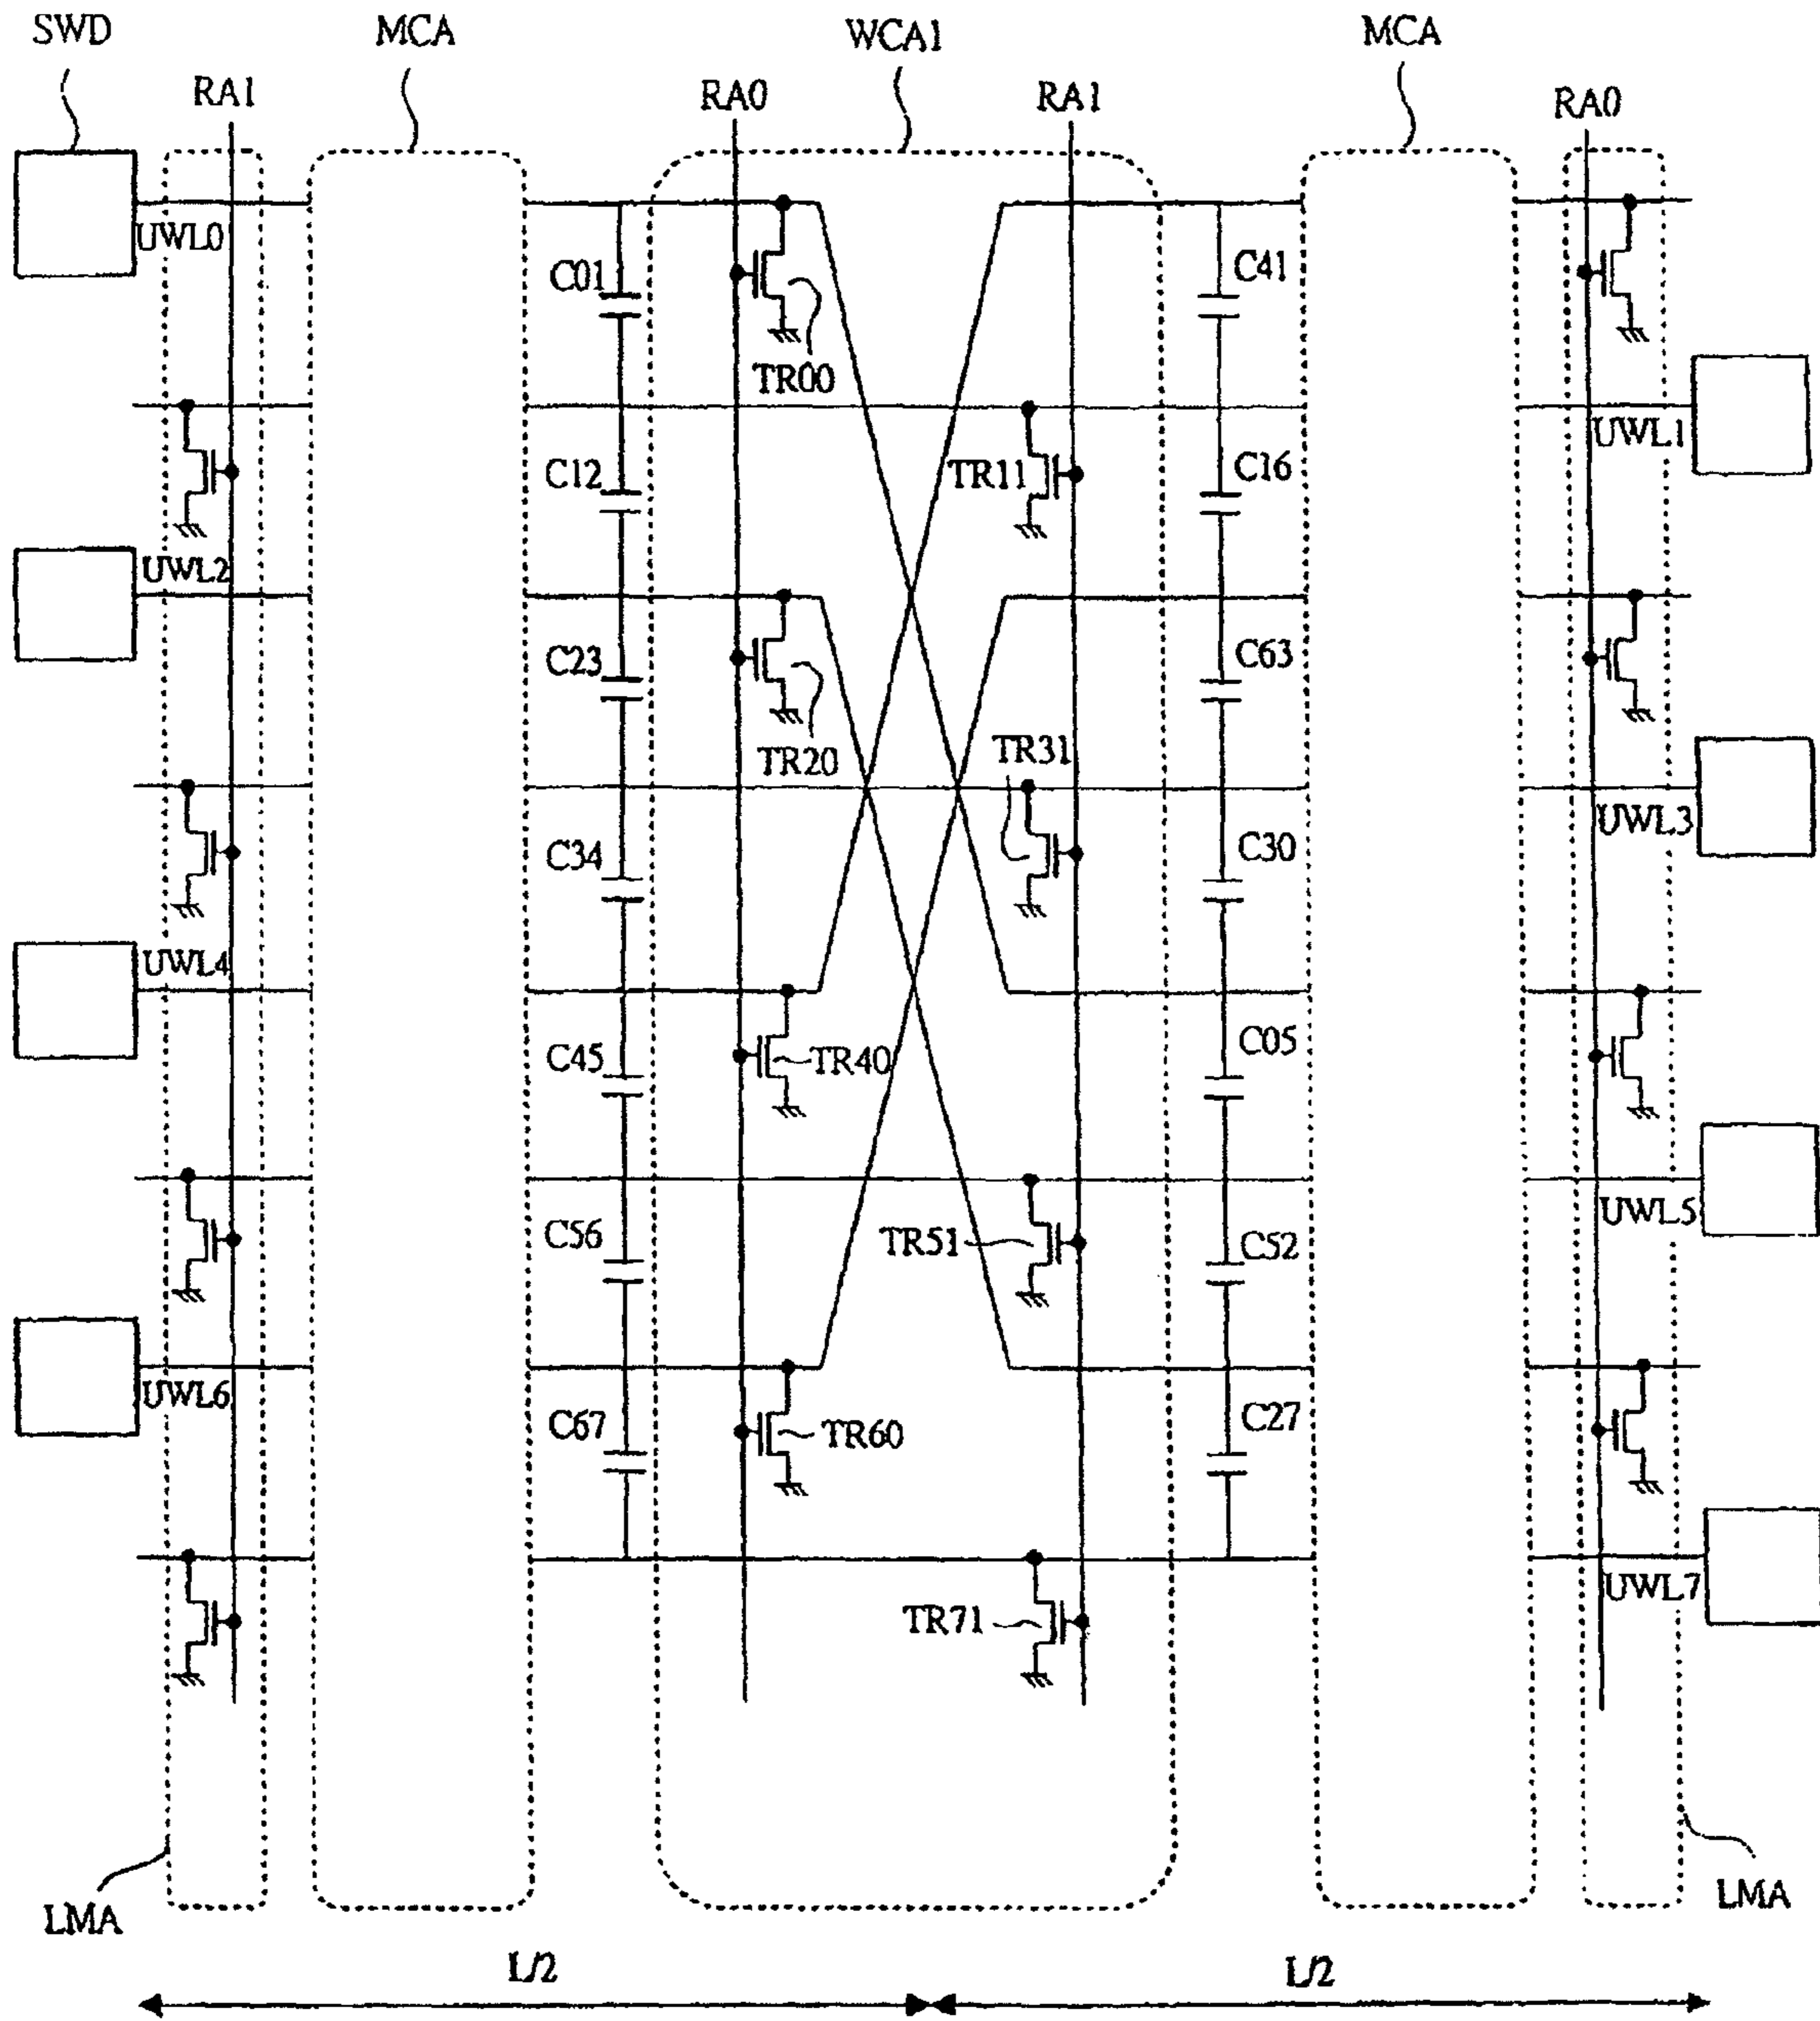 SWD MCA WCA1 MCA
RA1 RA0 RA1 RA0
UWL0
C01 C41
TR00
UWL1
C12 TR11 C16
UWL2
C23 C63
TR20 TR31
UWL3
C34 C30
UWL4
C45 TR40 C05
UWL5
C56 TR51 C52
UWL6
C67 TR60 C27
UWL7
TR71
LMA LMA
L/2 L/2